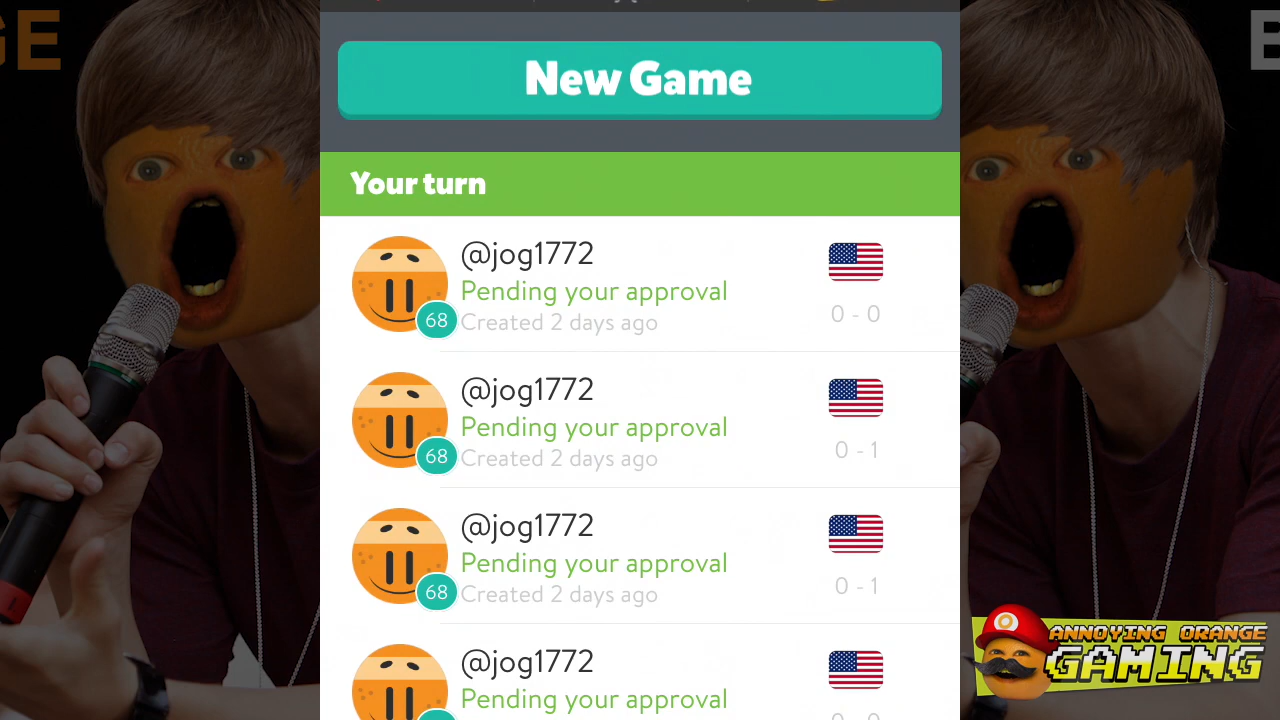 GE
B
New Game
Your turn
@jog1772
Pending your approval
68
Created 2 days ago
0 - 0
@jog1772
Pending your approval
68
Created 2 days ago
0 - 1
@jog1772
Pending your approval
68
Created 2 days ago
0 - 1
@jog1772
Pending your approval
ANNOYING ORANGE
GAMING